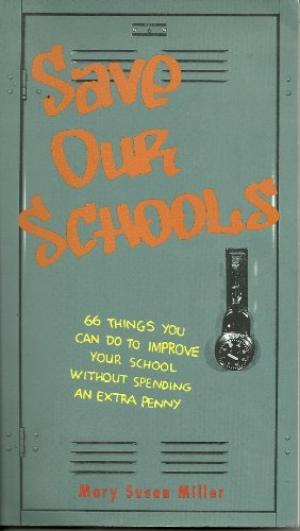 Save
Our
Schools
66 THINGS YOU
CAN DO TO IMPROVE
YOUR SCHOOL
WITHOUT SPENDING
AN EXTRA PENNY
Mary Susan Miller